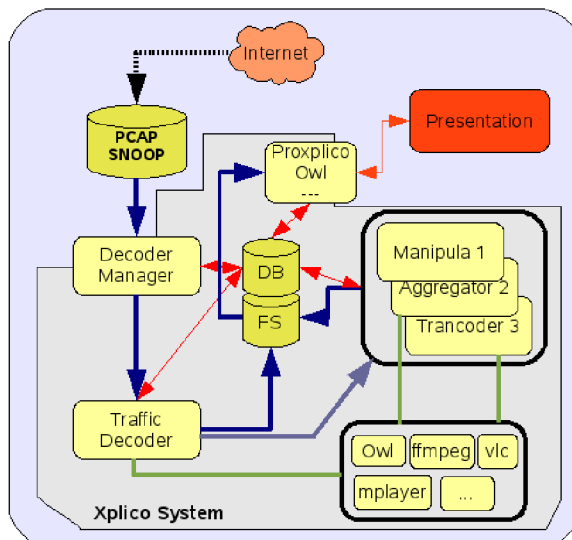 Internet
PCAP
SNOOP
Presentation
Proxplico
Owl
---
Decoder
Manager
DB
FS
Manipula 1
Aggregator 2
Trancoder 3
Traffic
Decoder
Owl
ffmpeg
vlc
mplayer
...
Xplico System